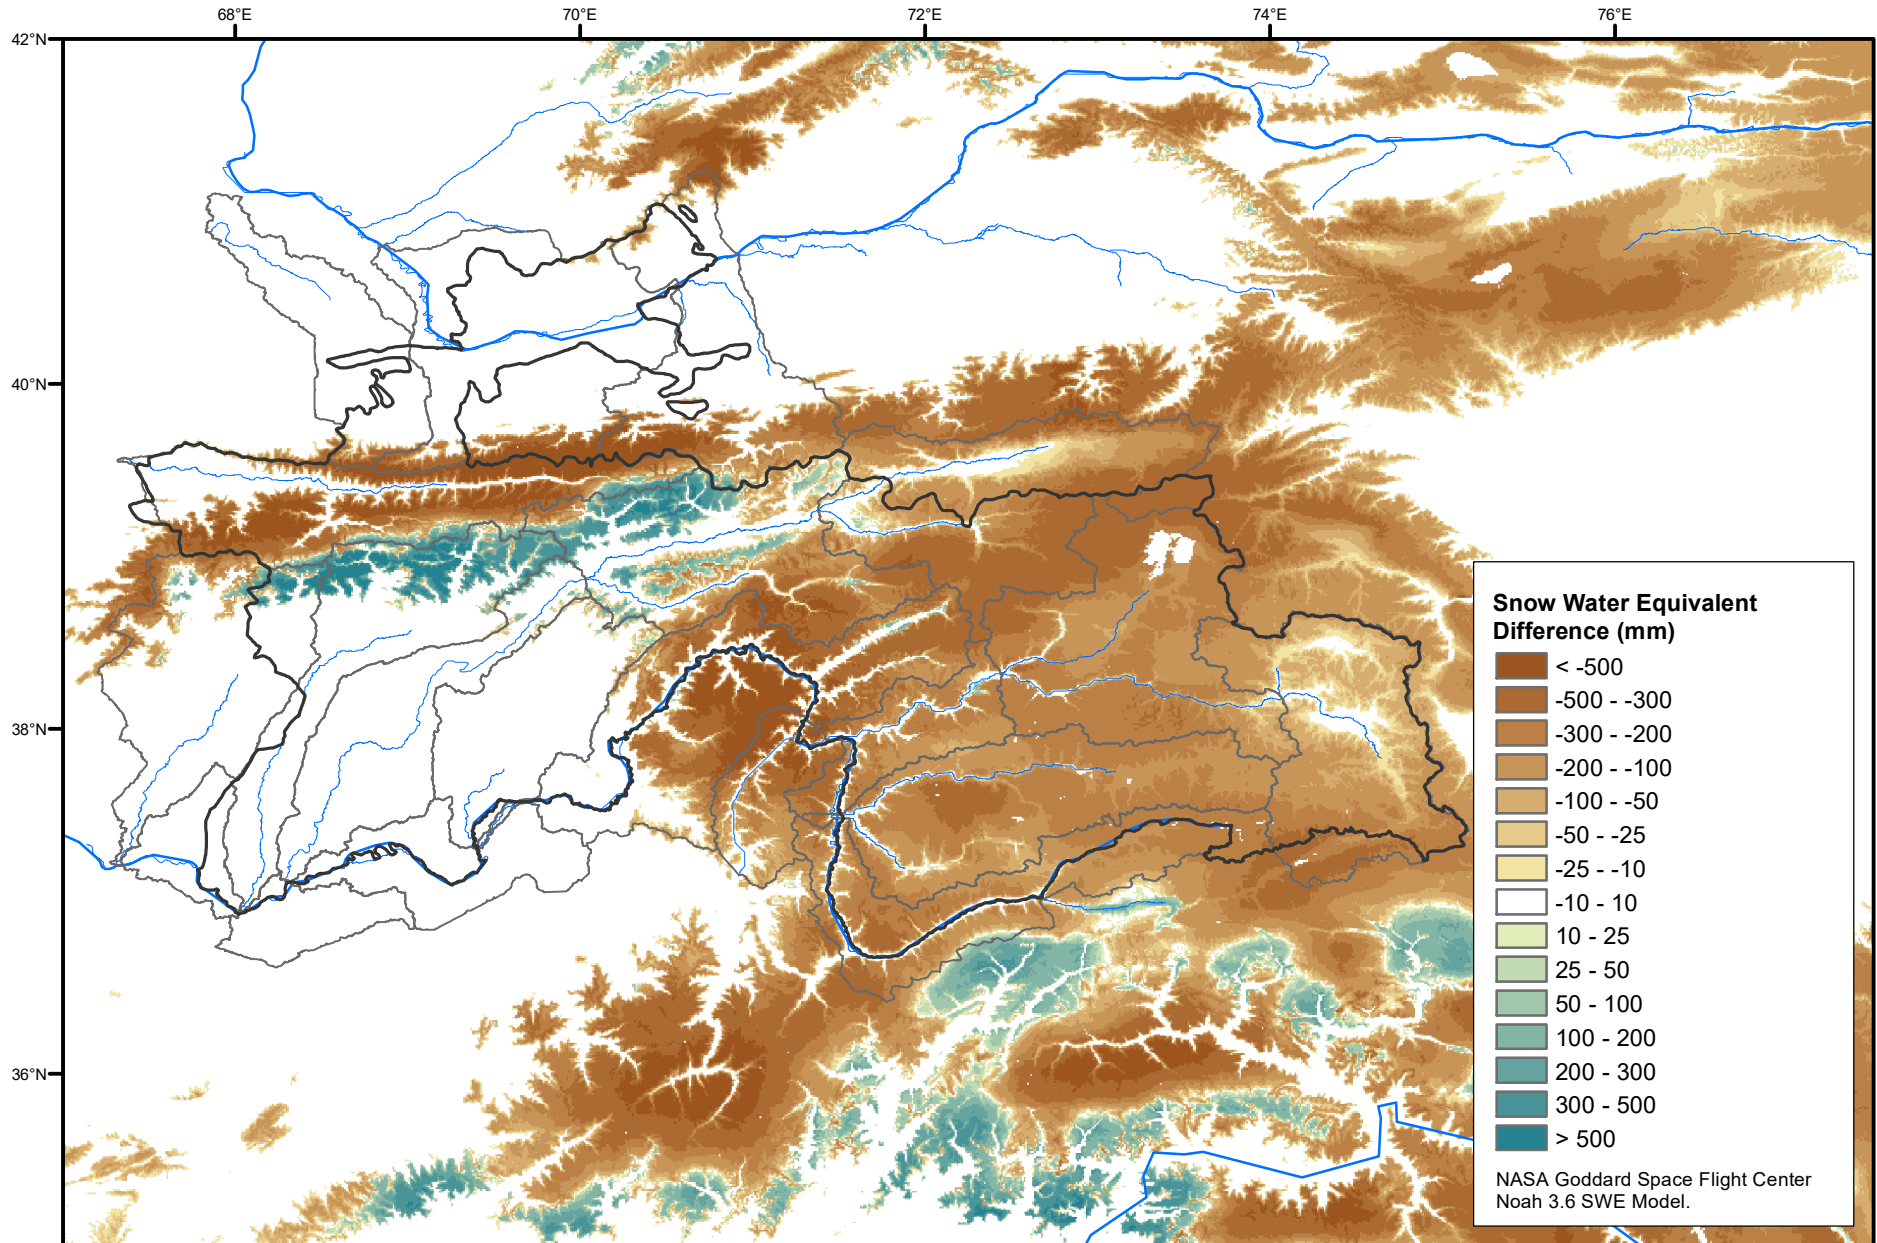 68°E
70°E
72°E
74°E
76°E
42°N
40°N
38°N
36°N
Snow Water Equivalent
Difference (mm)
< -500
-500 - -300
-300 - -200
-200 - -100
-100 - -50
-50 - -25
-25 - -10
-10 - 10
10 - 25
25 - 50
50 - 100
100 - 200
200 - 300
300 - 500
> 500
NASA Goddard Space Flight Center
Noah 3.6 SWE Model.